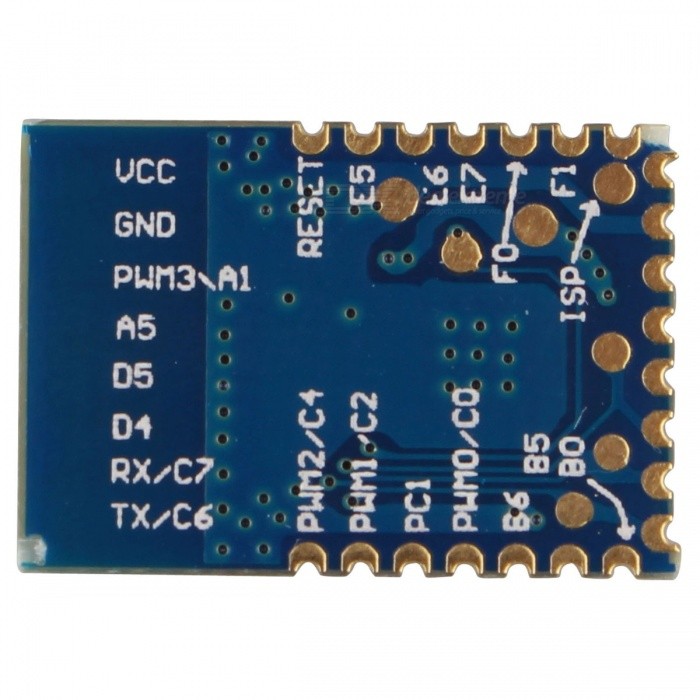 VCC
GND
PWM3\A1
A5
D5
D4
RX/C7
TX/C6
RESET
E5
E6
E7
F0
F1
ISP
PWM2/C4
PWM1/C2
PC1
PWM0/C0
B6
B5
B0